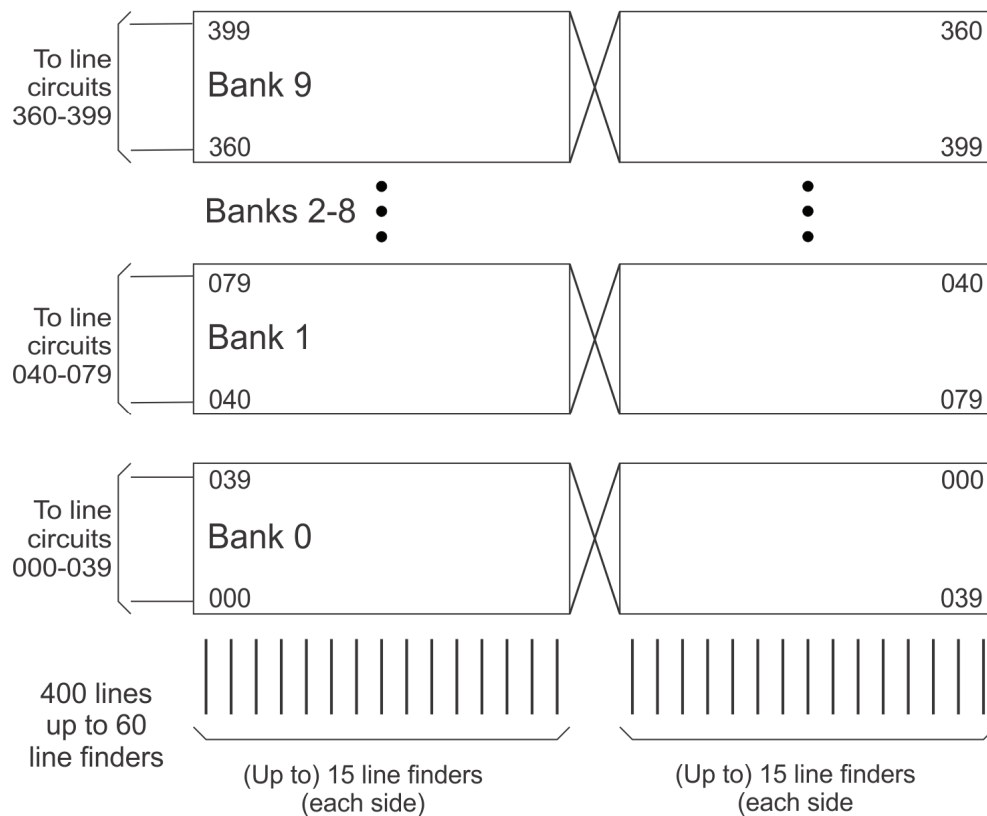 399
360
To line
circuits
360-399
Bank 9
360
399
Banks 2-8
079
040
To line
circuits
040-079
Bank 1
040
079
039
000
To line
circuits
000-039
Bank 0
000
039
400 lines
up to 60
line finders
(Up to) 15 line finders
(each side)
(Up to) 15 line finders
(each side